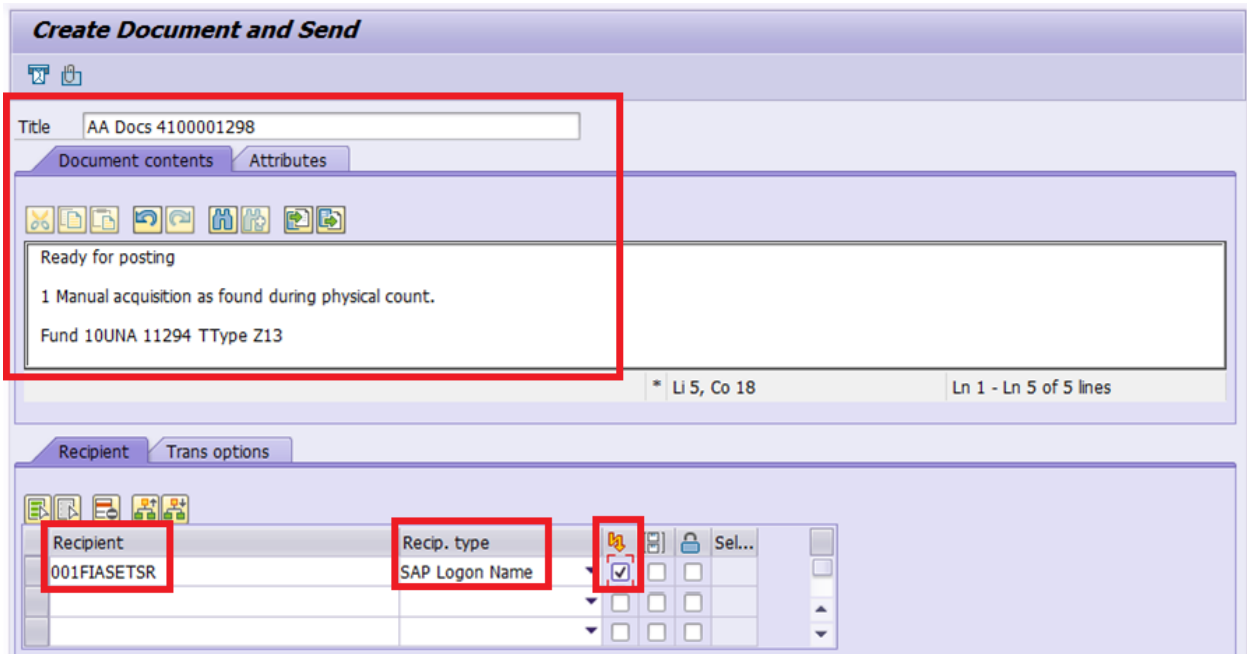 Create Document and Send
Title AA Docs 4100001298
Document contents Attributes
Ready for posting
1 Manual acquisition as found during physical count.
Fund 10UNA 11294 TType Z13
* Li 5, Co 18 Ln 1 - Ln 5 of 5 lines
Recipient Trans options
Recipient Recip. type Sel...
001FIASETSR SAP Logon Name